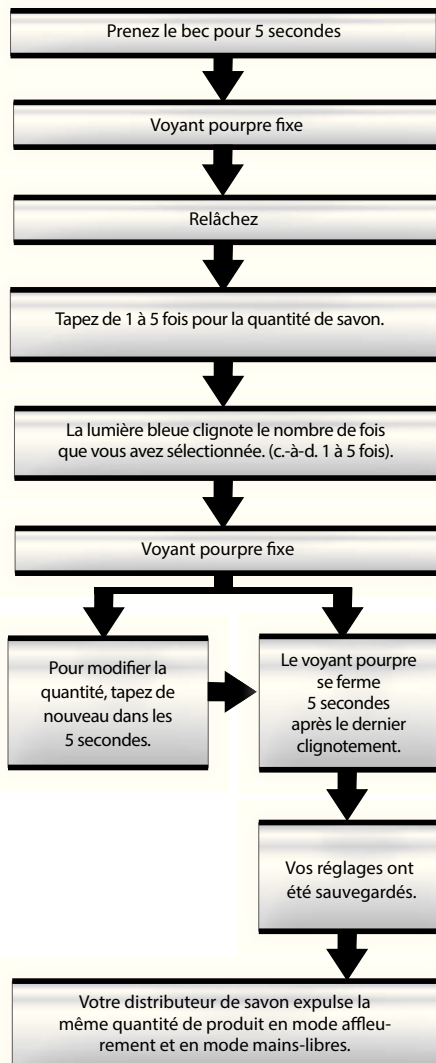 Prenez le bec pour 5 secondes
Voyant pourpre fixe
Relâchez
Tapez de 1 à 5 fois pour la quantité de savon.
La lumière bleue clignote le nombre de fois
que vous avez sélectionnée. (c.-à-d. 1 à 5 fois).
Voyant pourpre fixe
Pour modifier la
quantité, tapez de
nouveau dans les
5 secondes.
Le voyant pourpre
se ferme
5 secondes
après le dernier
clignotement.
Vos réglages ont
été sauvegardés.
Votre distributeur de savon expulse la
même quantité de produit en mode affleu-
rement et en mode mains-libres.